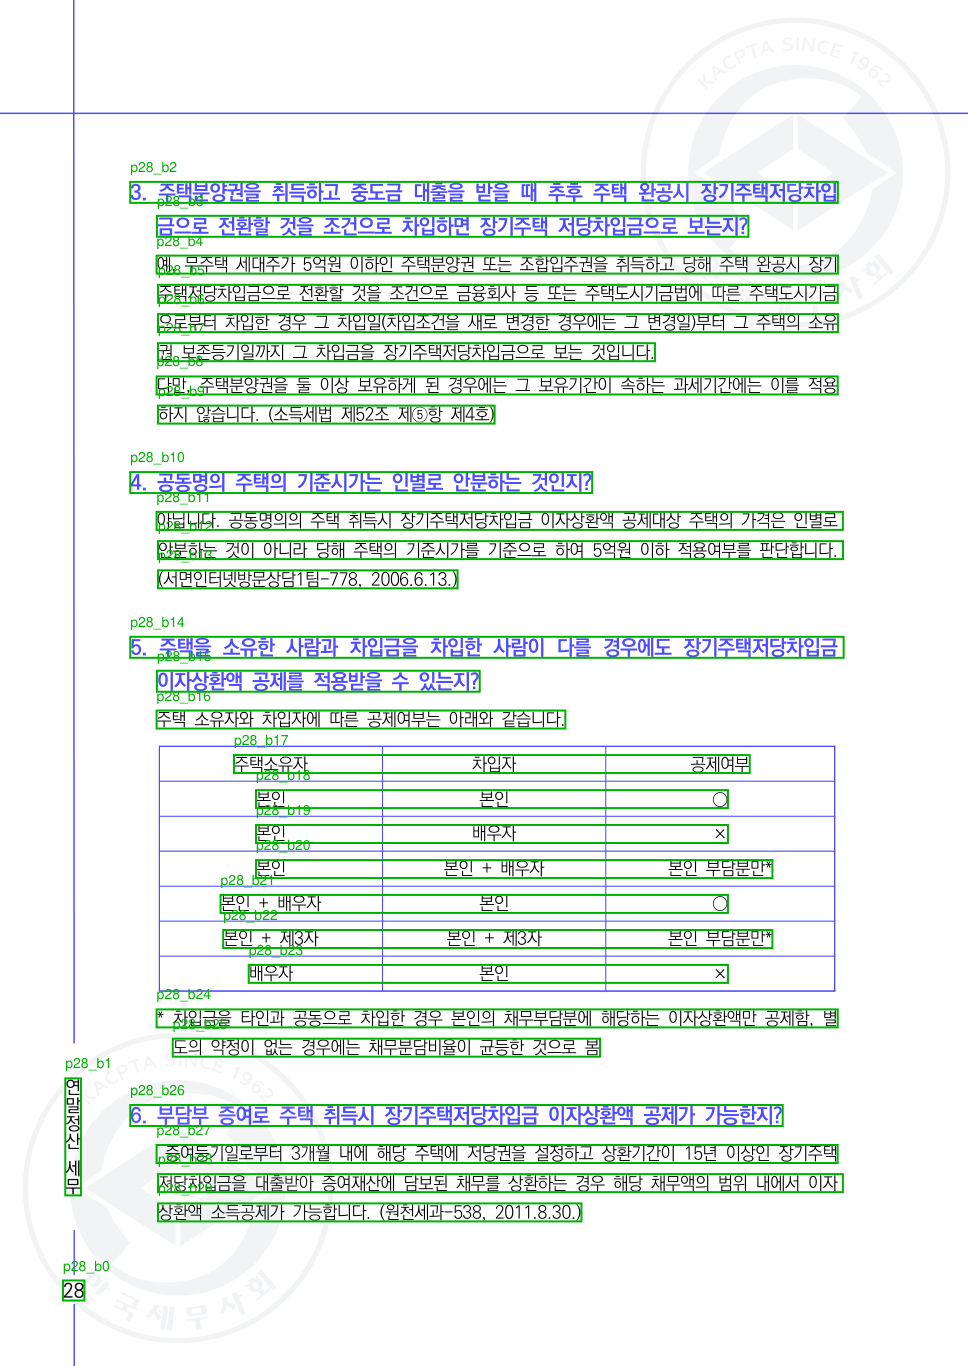 KACPTA SINCE 1962
p28_b2
3. 주택분양권을 취득하고 중도금 대출을 받을 때 추후 주택 완공시 장기주택저당차입
p28_b3
금으로 전환할 것을 조건으로 차입하면 장기주택 저당차입금으로 보는지?
p28_b4
예, 무주택 세대주가 5억원 이하인 주택분양권 또는 조합입주권을 취득하고 당해 주택 완공시 장기
p28_b5
주택저당차입금으로 전환할 것을 조건으로 금융회사 등 또는 주택도시기금법에 따른 주택도시기금
p28_b6
으로부터 차입한 경우 그 차입일(차입조건을 새로 변경한 경우에는 그 변경일)부터 그 주택의 소유
p28_b7
권 보존등기일까지 그 차입금을 장기주택저당차입금으로 보는 것입니다.
p28_b8
다만, 주택분양권을 둘 이상 보유하게 된 경우에는 그 보유기간이 속하는 과세기간에는 이를 적용
p28_b9
하지 않습니다. (소득세법 제52조 제⑤항 제4호)
p28_b10
4. 공동명의 주택의 기준시가는 인별로 안분하는 것인지?
p28_b11
아닙니다. 공동명의의 주택 취득시 장기주택저당차입금 이자상환액 공제대상 주택의 가격은 인별로
p28_b12
안분하는 것이 아니라 당해 주택의 기준시가를 기준으로 하여 5억원 이하 적용여부를 판단합니다.
p28_b13
(서면인터넷방문상담1팀-778, 2006.6.13.)
p28_b14
5. 주택을 소유한 사람과 차입금을 차입한 사람이 다를 경우에도 장기주택저당차입금
p28_b15
이자상환액 공제를 적용받을 수 있는지?
p28_b16
주택 소유자와 차입자에 따른 공제여부는 아래와 같습니다.
p28_b17
주택소유자 차입자 공제여부
p28_b18
본인 본인 ○
p28_b19
본인 배우자 ×
p28_b20
본인 본인 + 배우자 본인 부담분만*
p28_b21
본인 + 배우자 본인 ○
p28_b22
본인 + 제3자 본인 + 제3자 본인 부담분만*
p28_b23
배우자 본인 ×
p28_b24
* 차입금을 타인과 공동으로 차입한 경우 본인의 채무부담분에 해당하는 이자상환액만 공제함, 별
p28_b25
도의 약정이 없는 경우에는 채무분담비율이 균등한 것으로 봄
p28_b26
6. 부담부 증여로 주택 취득시 장기주택저당차입금 이자상환액 공제가 가능한지?
p28_b27
증여등기일로부터 3개월 내에 해당 주택에 저당권을 설정하고 상환기간이 15년 이상인 장기주택
p28_b28
저당차입금을 대출받아 증여재산에 담보된 채무를 상환하는 경우 해당 채무액의 범위 내에서 이자
p28_b29
상환액 소득공제가 가능합니다. (원천세과-538, 2011.8.30.)
p28_b1
연말정산 세무
p28_b0
28
KACPTA SINCE 1962
한국세무사회